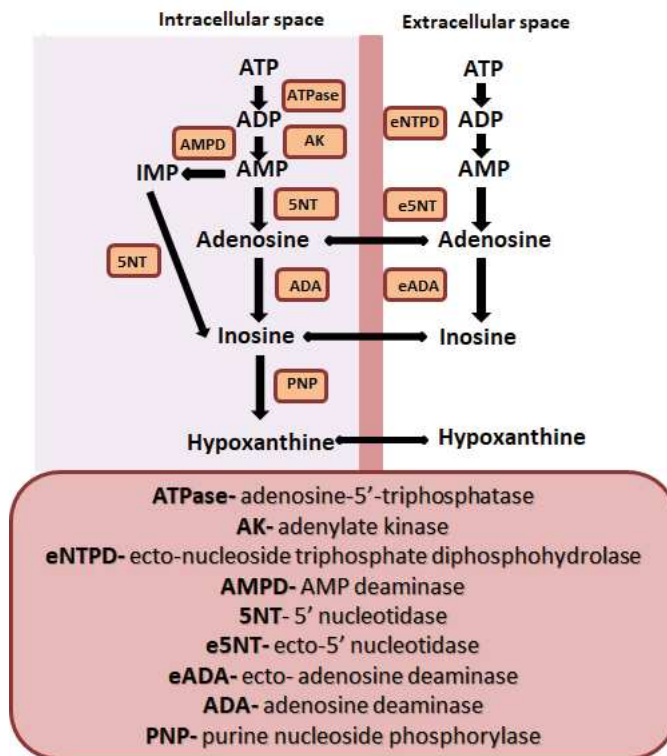 Intracellular space Extracellular space
ATP ATP
ATPase
ADP eNTPD ADP
AMPD AK
IMP AMP AMP
5NT e5NT
Adenosine Adenosine
5NT ADA eADA
Inosine Inosine
PNP
Hypoxanthine Hypoxanthine
ATPase- adenosine-5’-triphosphatase
AK- adenylate kinase
eNTPD- ecto-nucleoside triphosphate diphosphohydrolase
AMPD- AMP deaminase
5NT- 5’ nucleotidase
e5NT- ecto-5’ nucleotidase
eADA- ecto- adenosine deaminase
ADA- adenosine deaminase
PNP- purine nucleoside phosphorylase